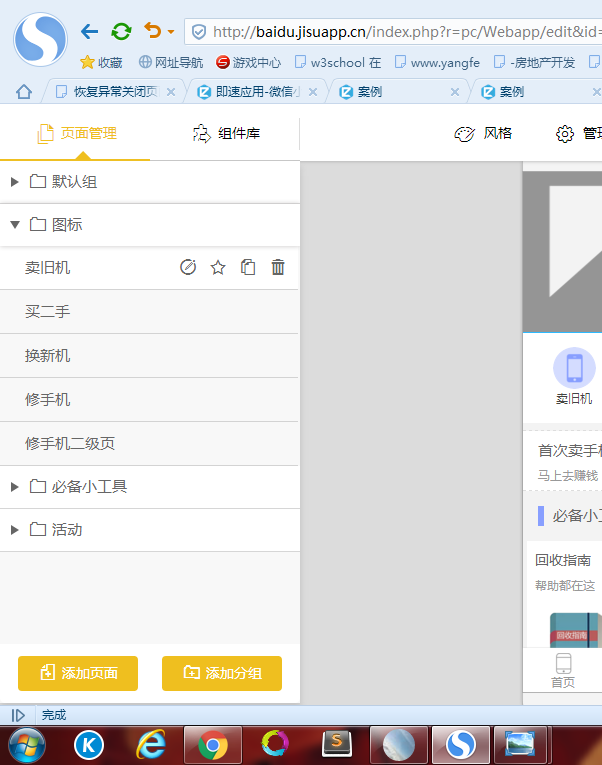 http://baidu.jisuapp.cn/index.php?r=pc/Webapp/edit&id=
收藏 网址导航 游戏中心 w3school 在 www.yangfe -房地产开发
恢复异常关闭页 即速应用-微信小 案例 案例
页面管理 组件库 风格 管理
默认组
图标
卖旧机
买二手
换新机
修手机
修手机二级页
必备小工具
活动
添加页面 添加分组
卖旧机
首次卖手机
马上去赚钱
必备小工
回收指南
帮助都在这
回收指南
首页
完成